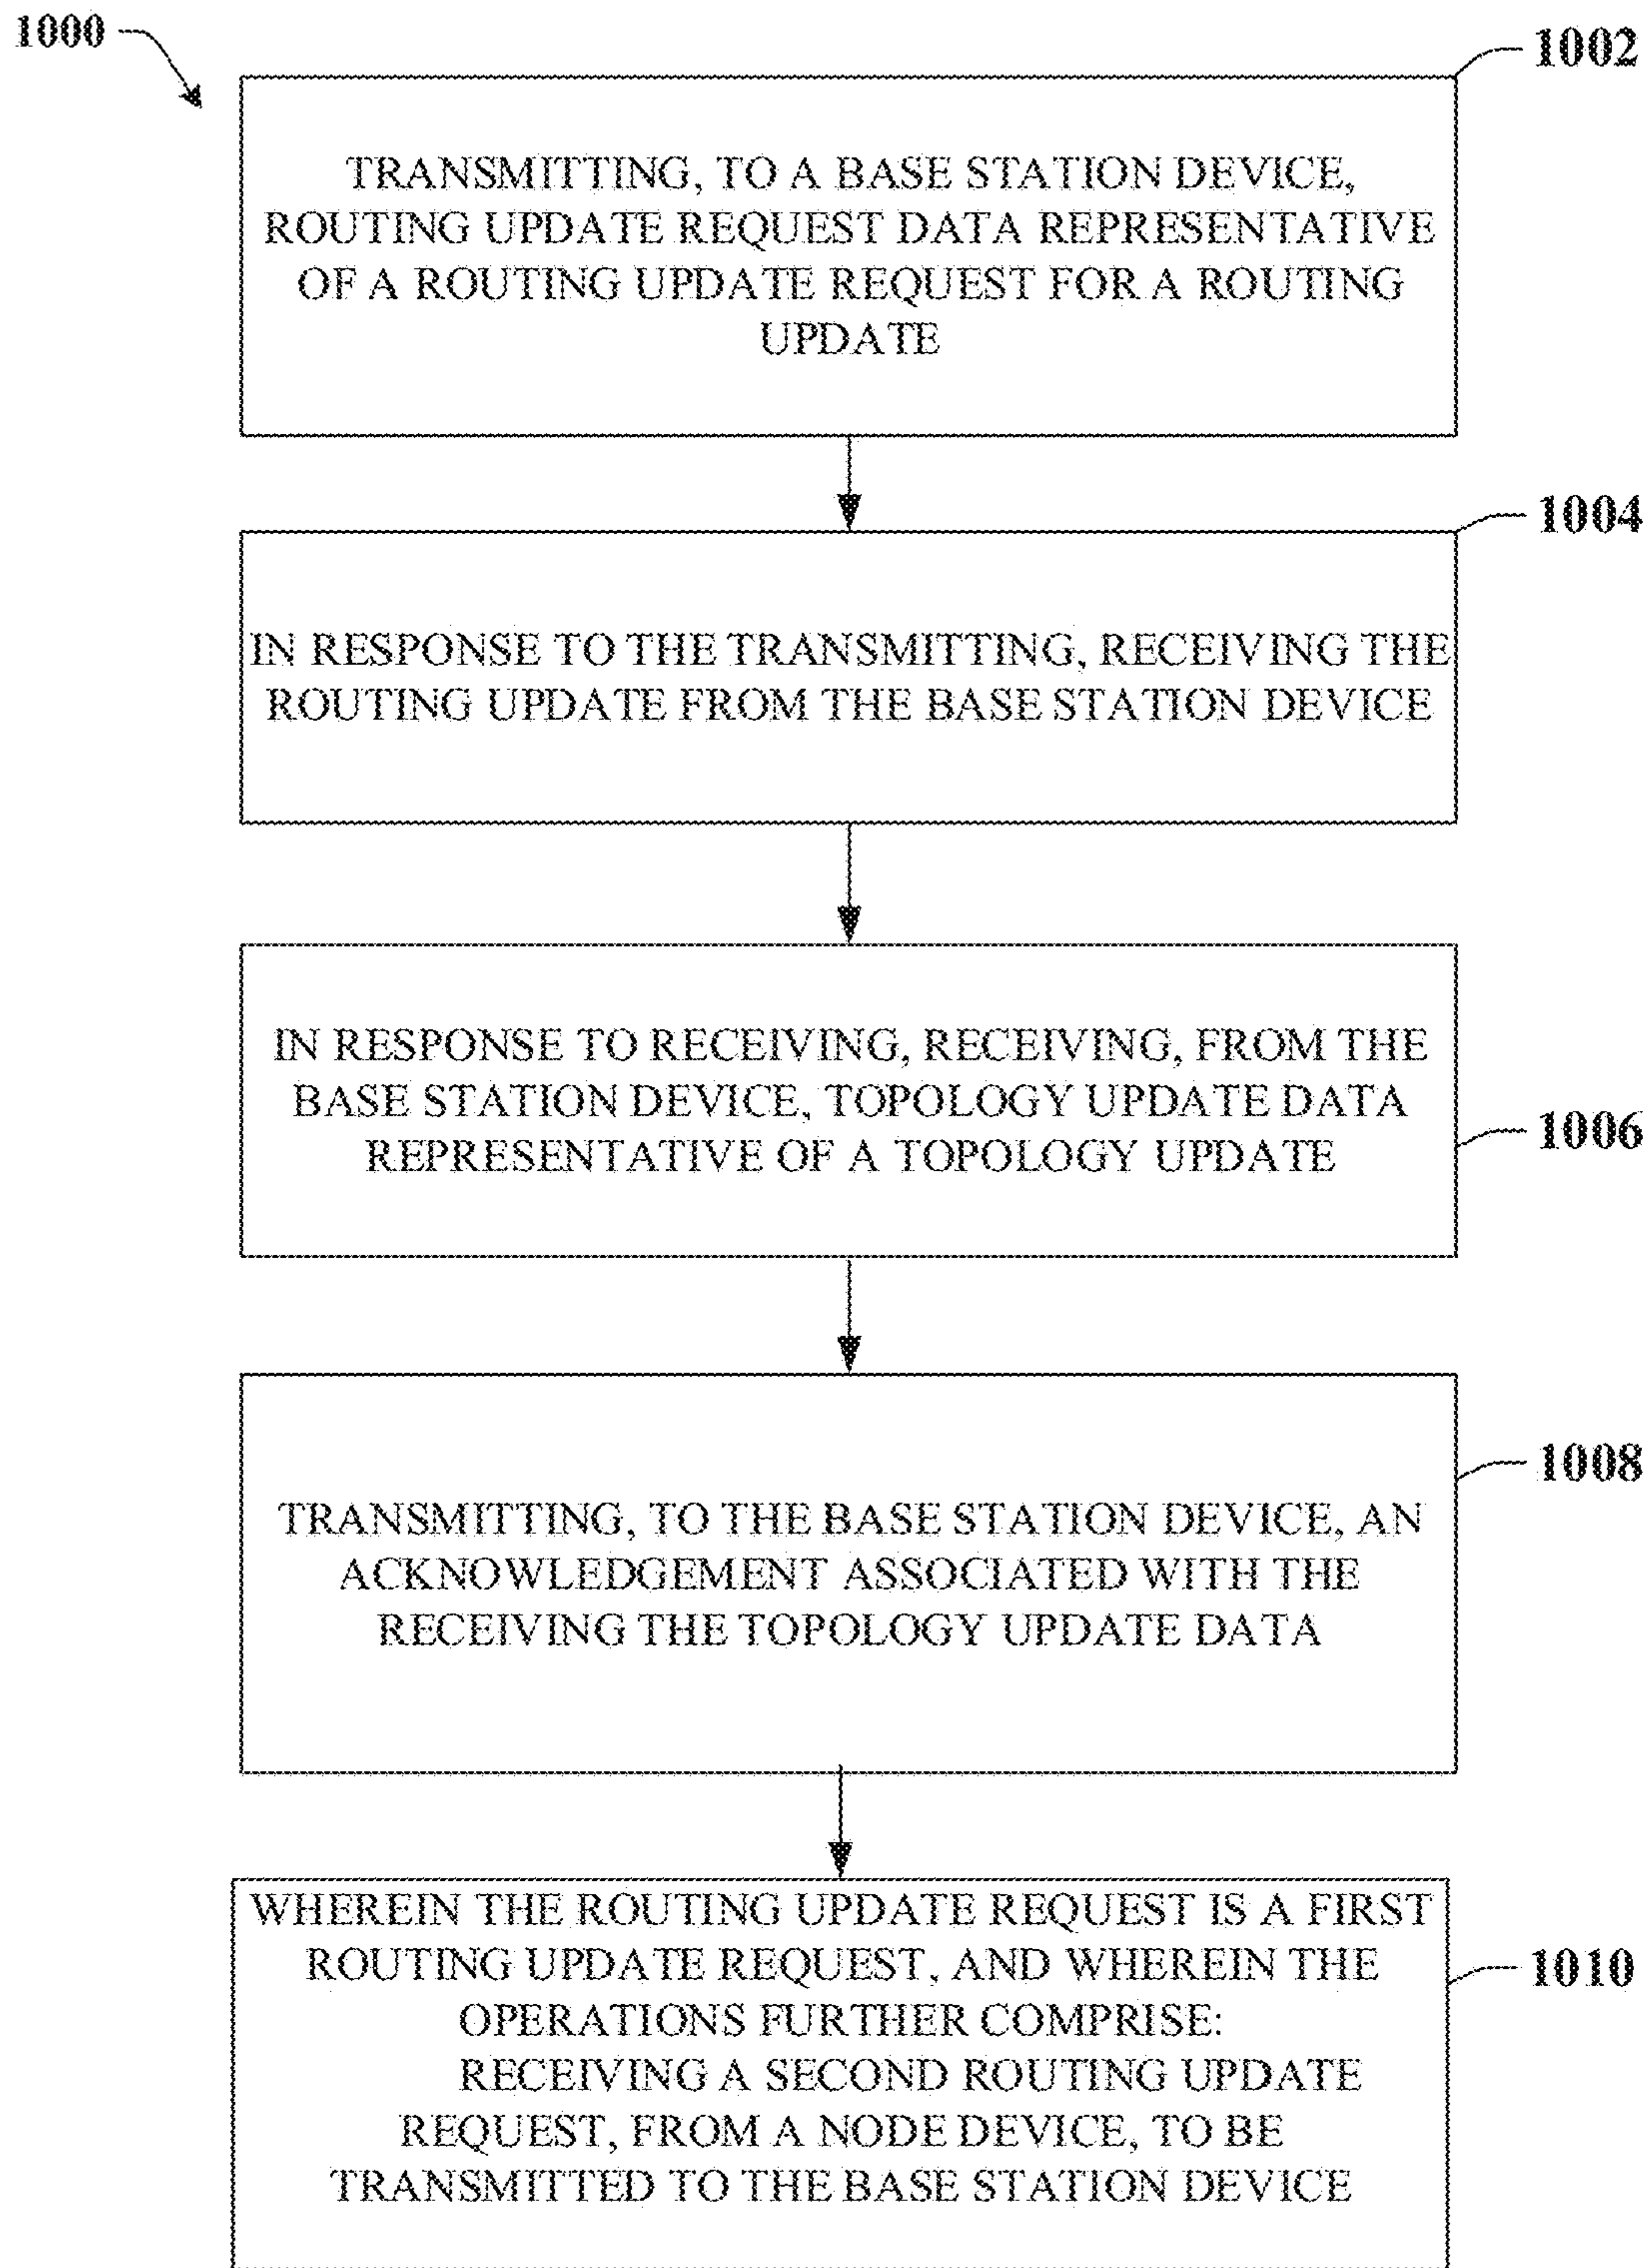 1000
1002
TRANSMITTING, TO A BASE STATION DEVICE,
ROUTING UPDATE REQUEST DATA REPRESENTATIVE
OF A ROUTING UPDATE REQUEST FOR A ROUTING
UPDATE
1004
IN RESPONSE TO THE TRANSMITTING, RECEIVING THE
ROUTING UPDATE FROM THE BASE STATION DEVICE
IN RESPONSE TO RECEIVING, RECEIVING, FROM THE
BASE STATION DEVICE, TOPOLOGY UPDATE DATA
REPRESENTATIVE OF A TOPOLOGY UPDATE
1006
1008
TRANSMITTING, TO THE BASE STATION DEVICE, AN
ACKNOWLEDGEMENT ASSOCIATED WITH THE
RECEIVING THE TOPOLOGY UPDATE DATA
WHEREIN THE ROUTING UPDATE REQUEST IS A FIRST
ROUTING UPDATE REQUEST, AND WHEREIN THE
1010
OPERATIONS FURTHER COMPRISE:
RECEIVING A SECOND ROUTING UPDATE
REQUEST, FROM A NODE DEVICE, TO BE
TRANSMITTED TO THE BASE STATION DEVICE